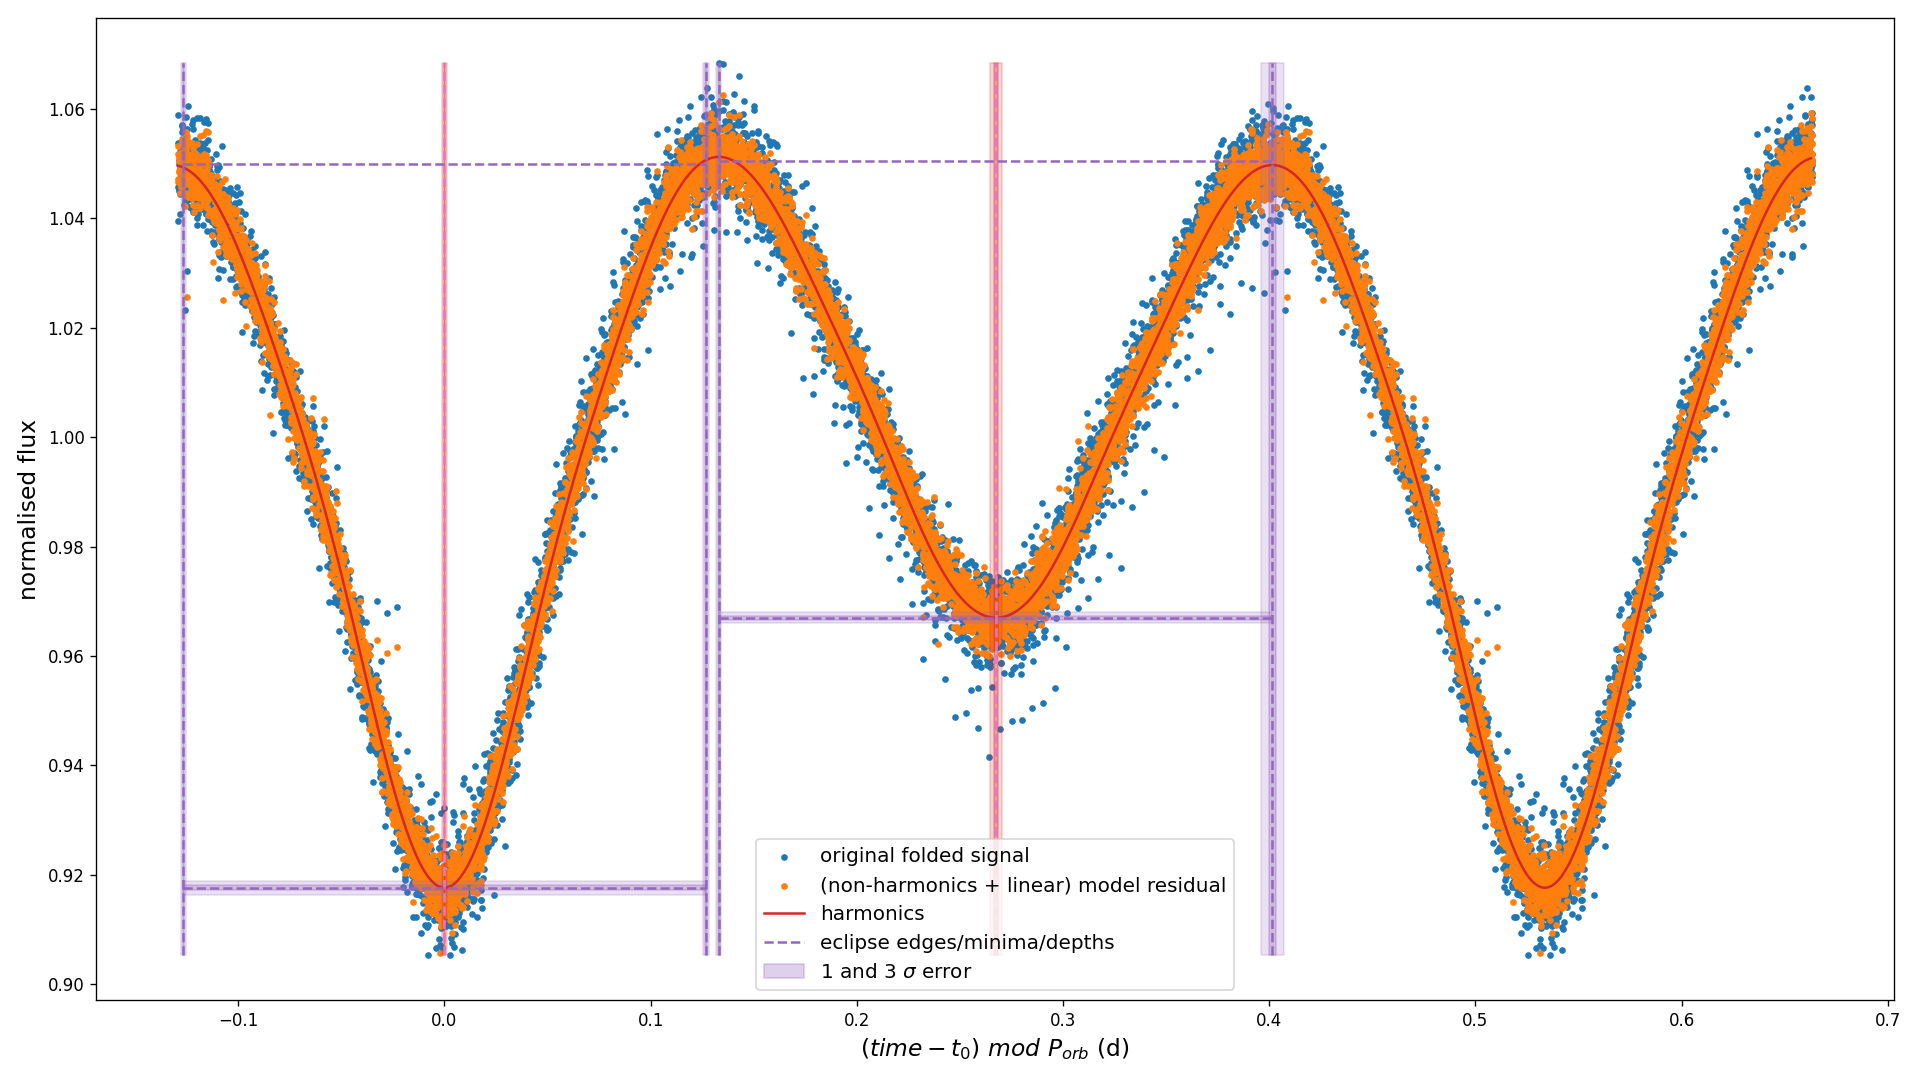 normalised flux
1.06
1.04
1.02
1.00
0.98
0.96
0.94
0.92
0.90
original folded signal
(non-harmonics + linear) model residual
harmonics
eclipse edges/minima/depths
1 and 3 σ error
−0.1 0.0 0.1 0.2 0.3 0.4 0.5 0.6 0.7
(time − t₀) mod P_orb (d)